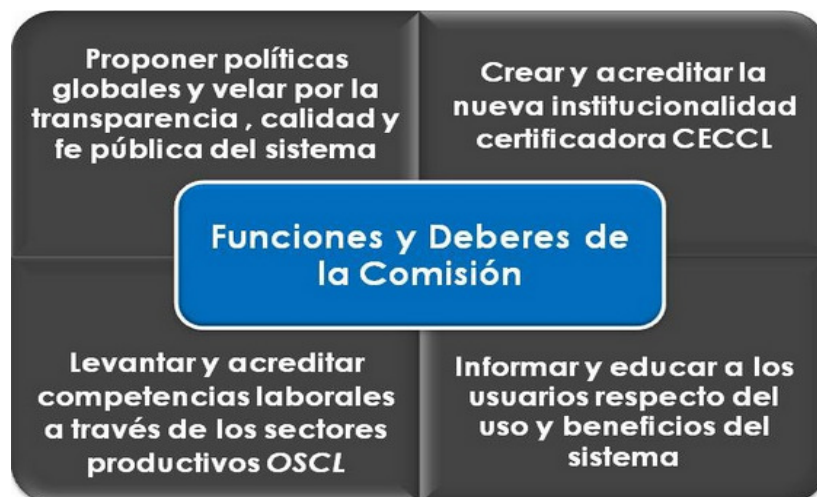 Proponer políticas
globales y velar por la
transparencia , calidad y
fe pública del sistema
Crear y acreditar la
nueva institucionalidad
certificadora CECCL
Funciones y Deberes de
la Comisión
Levantar y acreditar
competencias laborales
a través de los sectores
productivos OSCL
Informar y educar a los
usuarios respecto del
uso y beneficios del
sistema